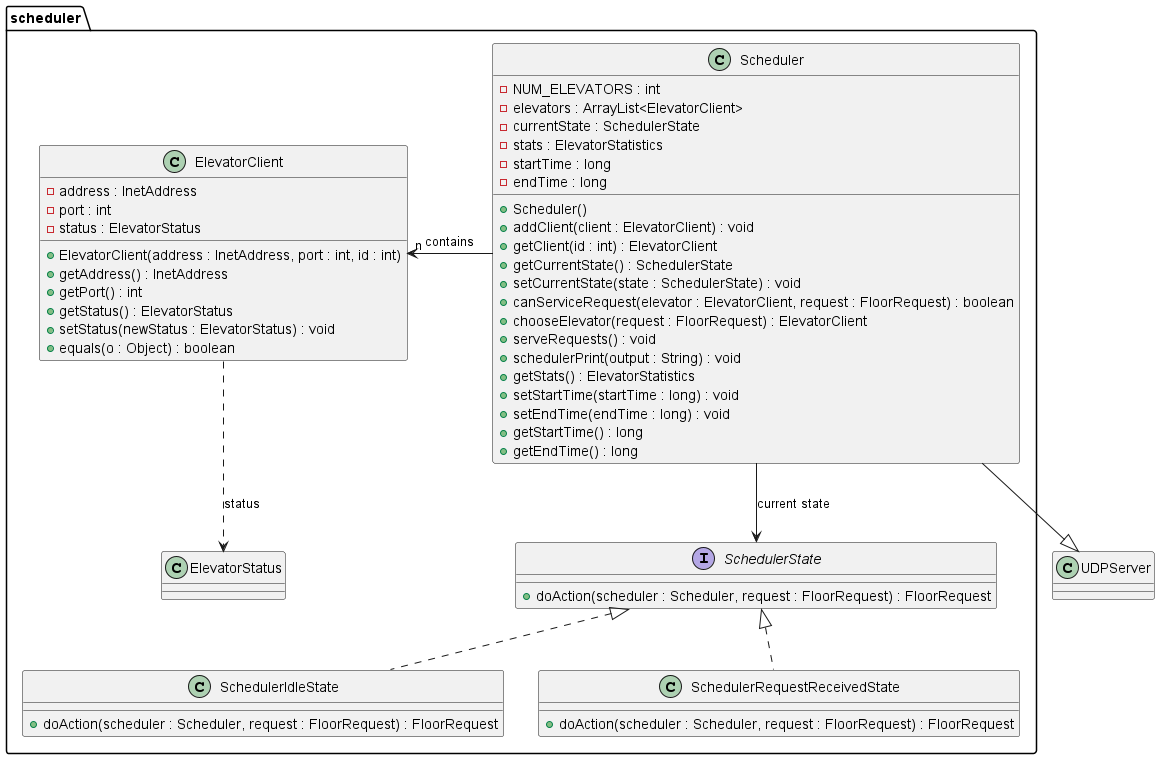 scheduler
C Scheduler
NUM_ELEVATORS : int
elevators : ArrayList<ElevatorClient>
currentState : SchedulerState
stats : ElevatorStatistics
startTime : long
endTime : long
Scheduler()
addClient(client : ElevatorClient) : void
getClient(id : int) : ElevatorClient
getCurrentState() : SchedulerState
setCurrentState(state : SchedulerState) : void
canServiceRequest(elevator : ElevatorClient, request : FloorRequest) : boolean
chooseElevator(request : FloorRequest) : ElevatorClient
serveRequests() : void
schedulerPrint(output : String) : void
getStats() : ElevatorStatistics
setStartTime(startTime : long) : void
setEndTime(endTime : long) : void
getStartTime() : long
getEndTime() : long
C ElevatorClient
address : InetAddress
port : int
status : ElevatorStatus
ElevatorClient(address : InetAddress, port : int, id : int)
getAddress() : InetAddress
getPort() : int
getStatus() : ElevatorStatus
setStatus(newStatus : ElevatorStatus) : void
equals(o : Object) : boolean
n contains
status
current state
C ElevatorStatus
I SchedulerState
doAction(scheduler : Scheduler, request : FloorRequest) : FloorRequest
C UDPServer
C SchedulerIdleState
doAction(scheduler : Scheduler, request : FloorRequest) : FloorRequest
C SchedulerRequestReceivedState
doAction(scheduler : Scheduler, request : FloorRequest) : FloorRequest